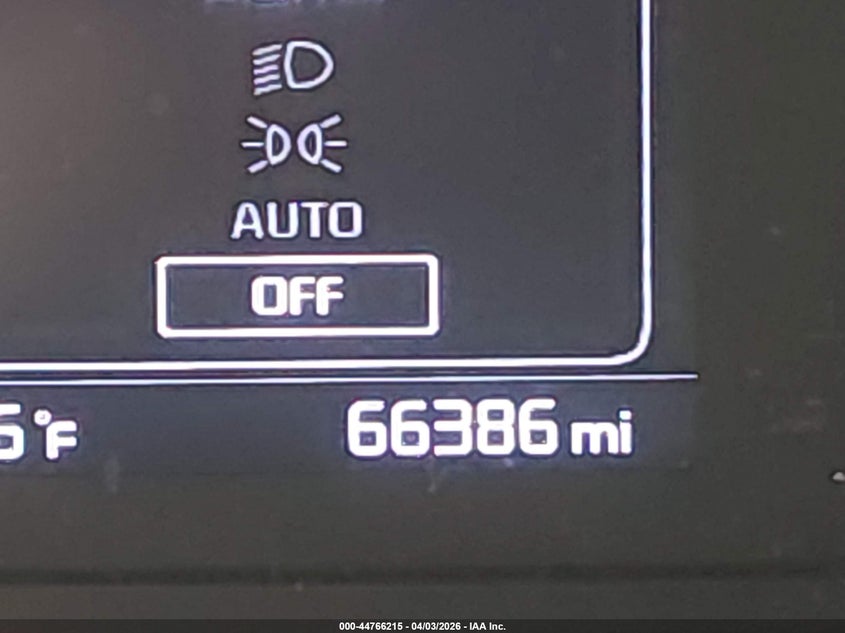 AUTO
OFF
°F
66386 mi
000-44766215 - 04/03/2026 - IAA Inc.